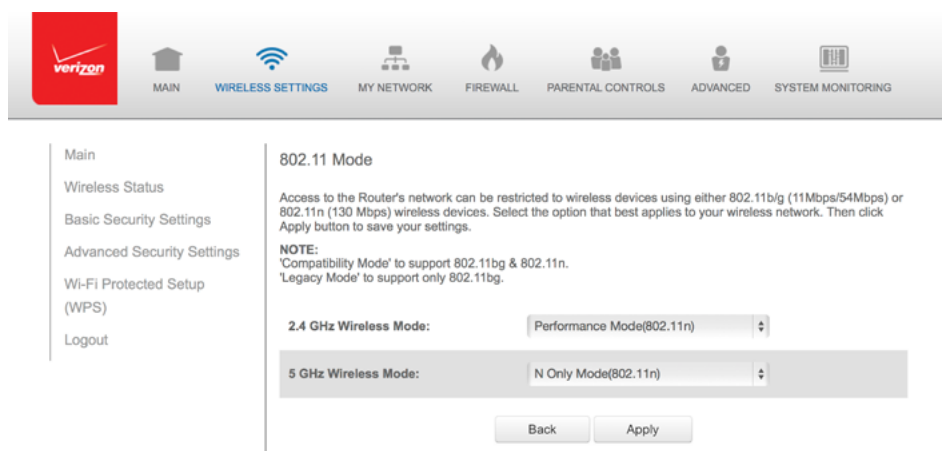 verizon
MAIN
WIRELESS SETTINGS
MY NETWORK
FIREWALL
PARENTAL CONTROLS
ADVANCED
SYSTEM MONITORING
Main
Wireless Status
Basic Security Settings
Advanced Security Settings
Wi-Fi Protected Setup
(WPS)
Logout
802.11 Mode
Access to the Router's network can be restricted to wireless devices using either 802.11b/g (11Mbps/54Mbps) or
802.11n (130 Mbps) wireless devices. Select the option that best applies to your wireless network. Then click
Apply button to save your settings.
NOTE:
'Compatibility Mode' to support 802.11bg & 802.11n.
'Legacy Mode' to support only 802.11bg.
2.4 GHz Wireless Mode:
Performance Mode(802.11n)
5 GHz Wireless Mode:
N Only Mode(802.11n)
Back
Apply